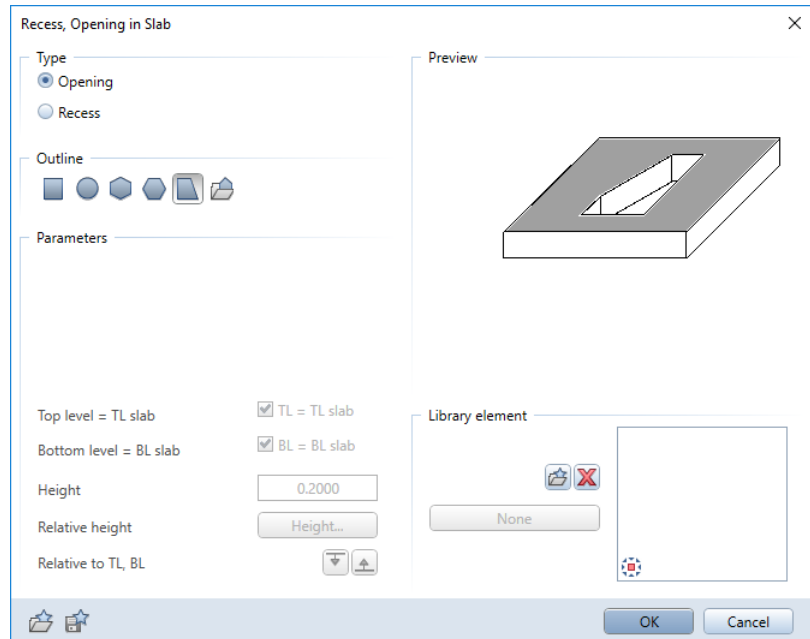 Recess, Opening in Slab
Type
Opening
Recess
Outline
Parameters
Top level = TL slab
TL = TL slab
Bottom level = BL slab
BL = BL slab
Height
0.2000
Relative height
Height...
Relative to TL, BL
Preview
Library element
None
OK
Cancel